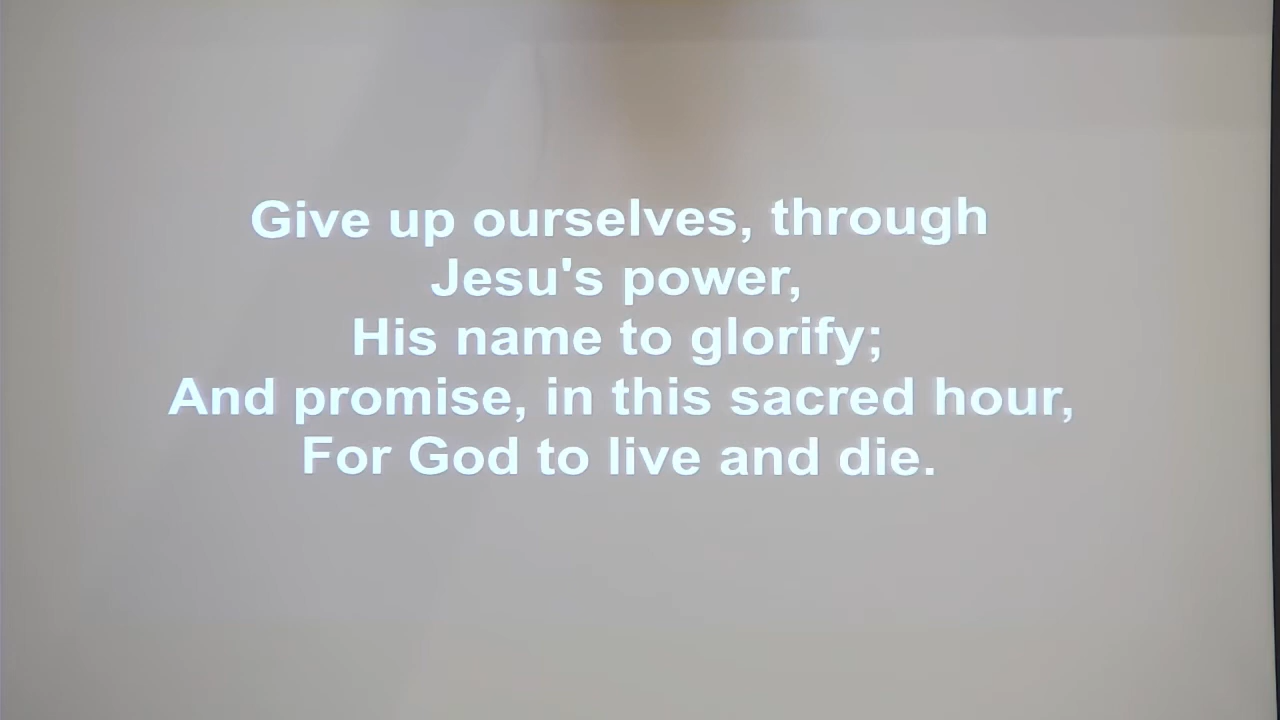 Give up ourselves, through
Jesu's power,
His name to glorify;
And promise, in this sacred hour,
For God to live and die.